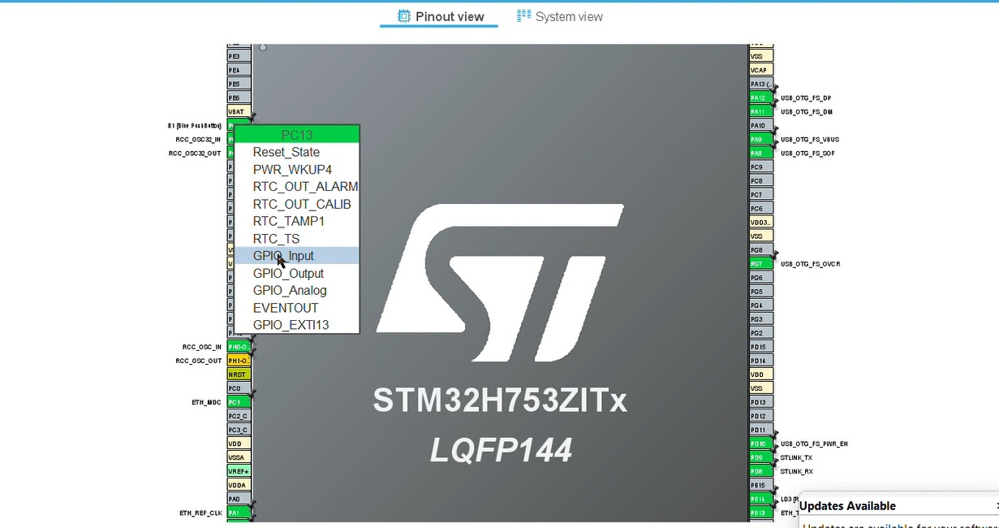 Pinout view
System view
PE3
PE4
PE5
PE6
VBAT
B1 [Blue PushButton]
RCC_OSC32_IN
RCC_OSC32_OUT
PC13
Reset_State
PWR_WKUP4
RTC_OUT_ALARM
RTC_OUT_CALIB
RTC_TAMP1
RTC_TS
GPIO_Input
GPIO_Output
GPIO_Analog
EVENTOUT
GPIO_EXTI13
RCC_OSC_IN
PH0-O..
RCC_OSC_OUT
PH1-O..
NRST
PC0
ETH_MDC
PC1
PC2_C
PC3_C
VDD
VSSA
VREF+
VDDA
PA0
ETH_REF_CLK
PA1
STM32H753ZITx
LQFP144
VSS
VCAP
PA13 (..
PA12 USB_OTG_FS_DP
PA11 USB_OTG_FS_DM
PA10
PA9 USB_OTG_FS_VBUS
PA8 USB_OTG_FS_SOF
PC9
PC8
PC7
PC6
VDD3..
VSS
PG8
PG7 USB_OTG_FS_OVCR
PG6
PG5
PG4
PG3
PG2
PD15
PD14
VDD
VSS
PD13
PD12
PD11
PD10 USB_OTG_FS_PWR_EN
PD9 STLINK_TX
PD8 STLINK_RX
PB15
PB14 LD3 [R
PB13 ETH_T
Updates Available
Updates are available for your softwar